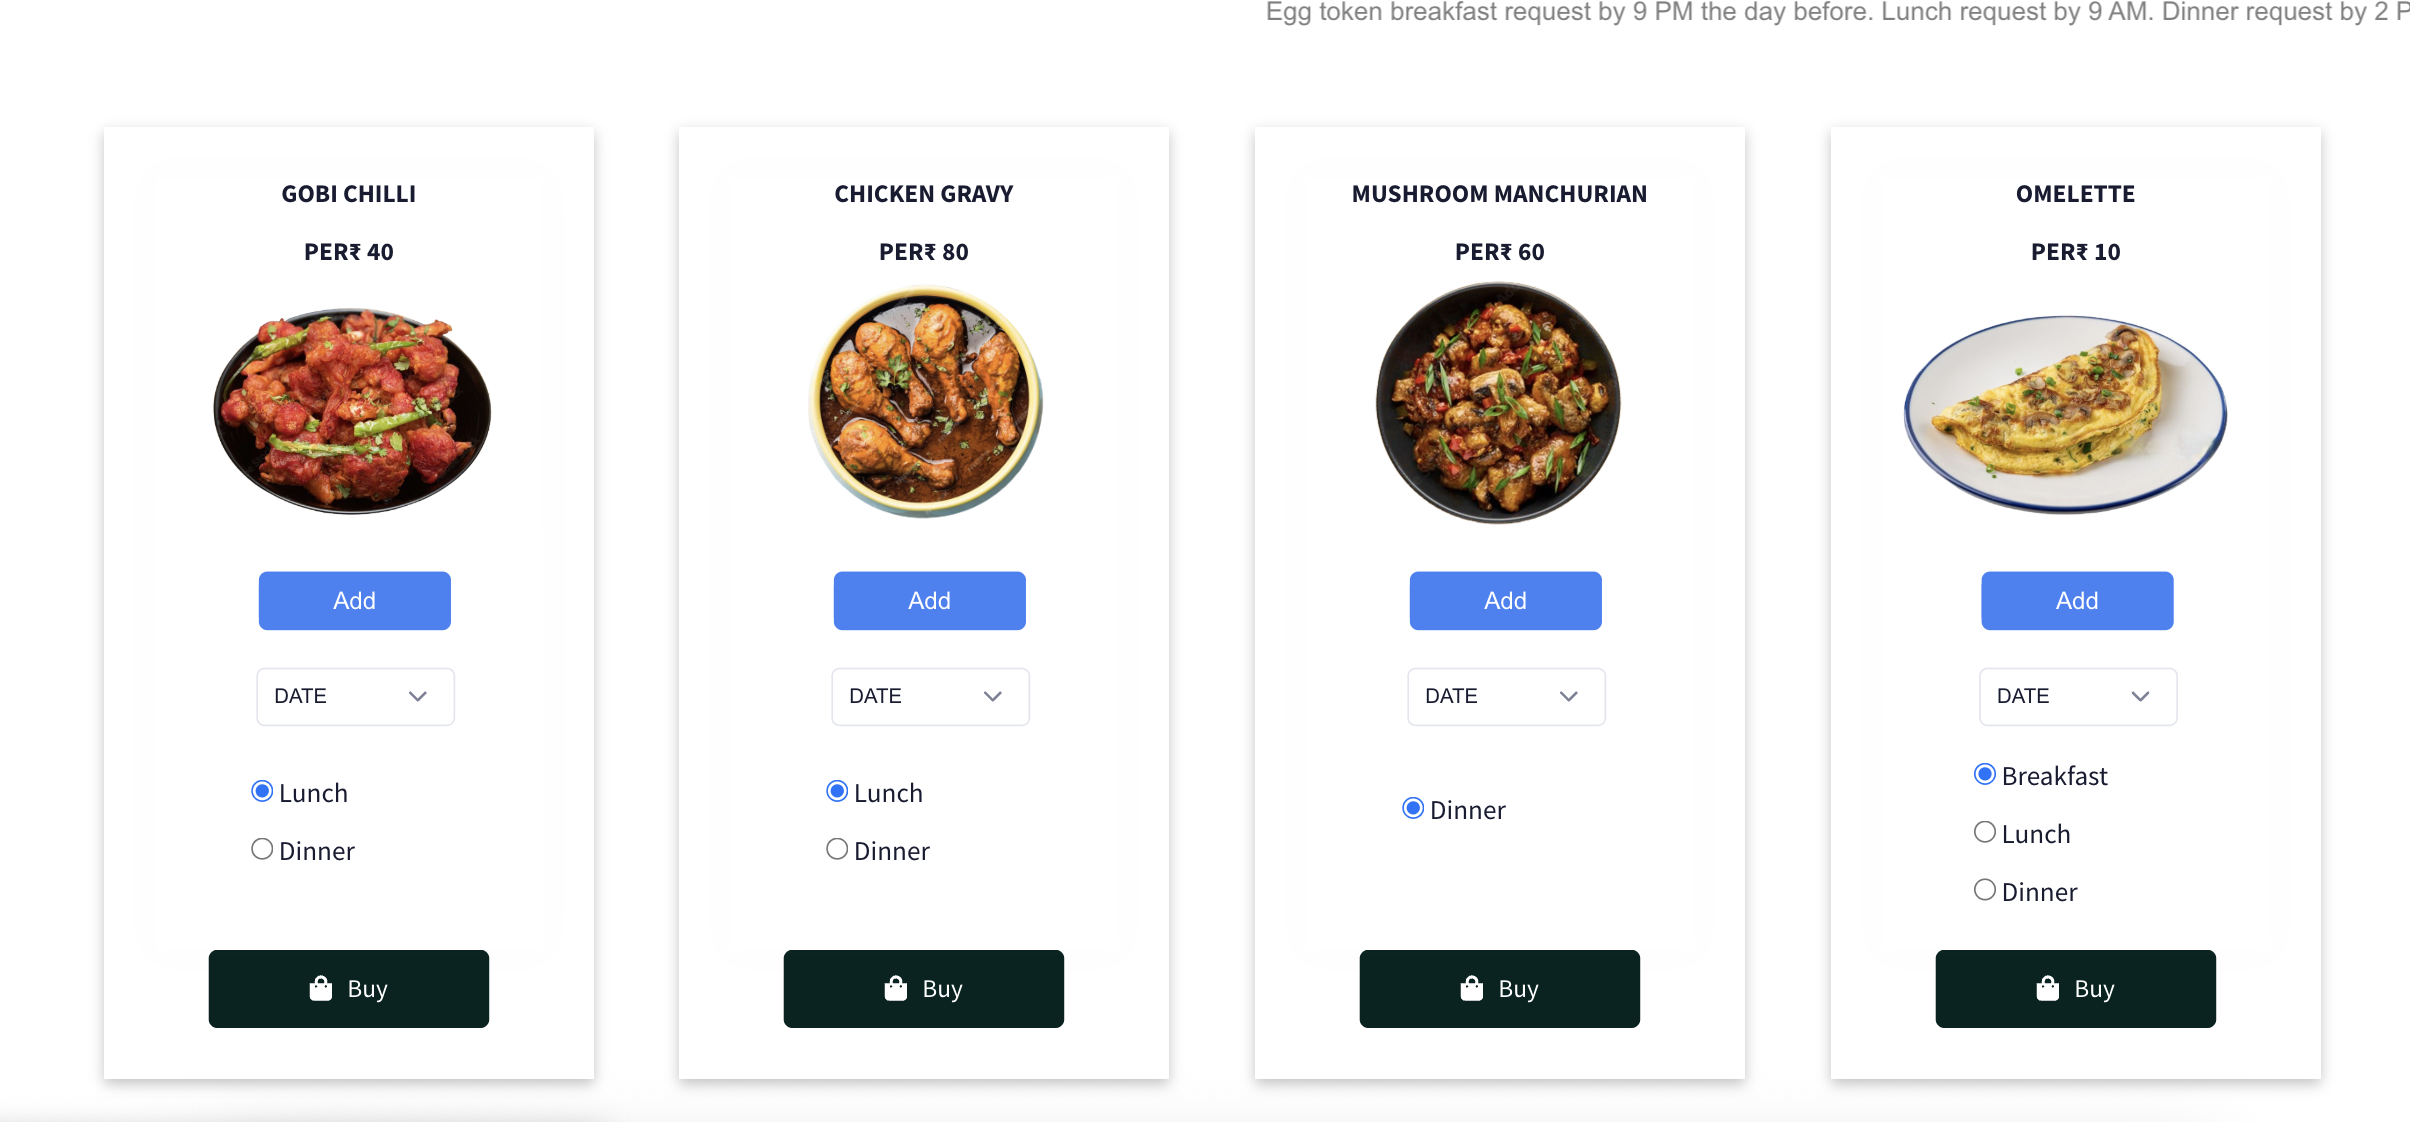 Egg token breakfast request by 9 PM the day before. Lunch request by 9 AM. Dinner request by 2 P
GOBI CHILLI
PER₹ 40
Add
DATE
Lunch
Dinner
Buy
CHICKEN GRAVY
PER₹ 80
Add
DATE
Lunch
Dinner
Buy
MUSHROOM MANCHURIAN
PER₹ 60
Add
DATE
Dinner
Buy
OMELETTE
PER₹ 10
Add
DATE
Breakfast
Lunch
Dinner
Buy